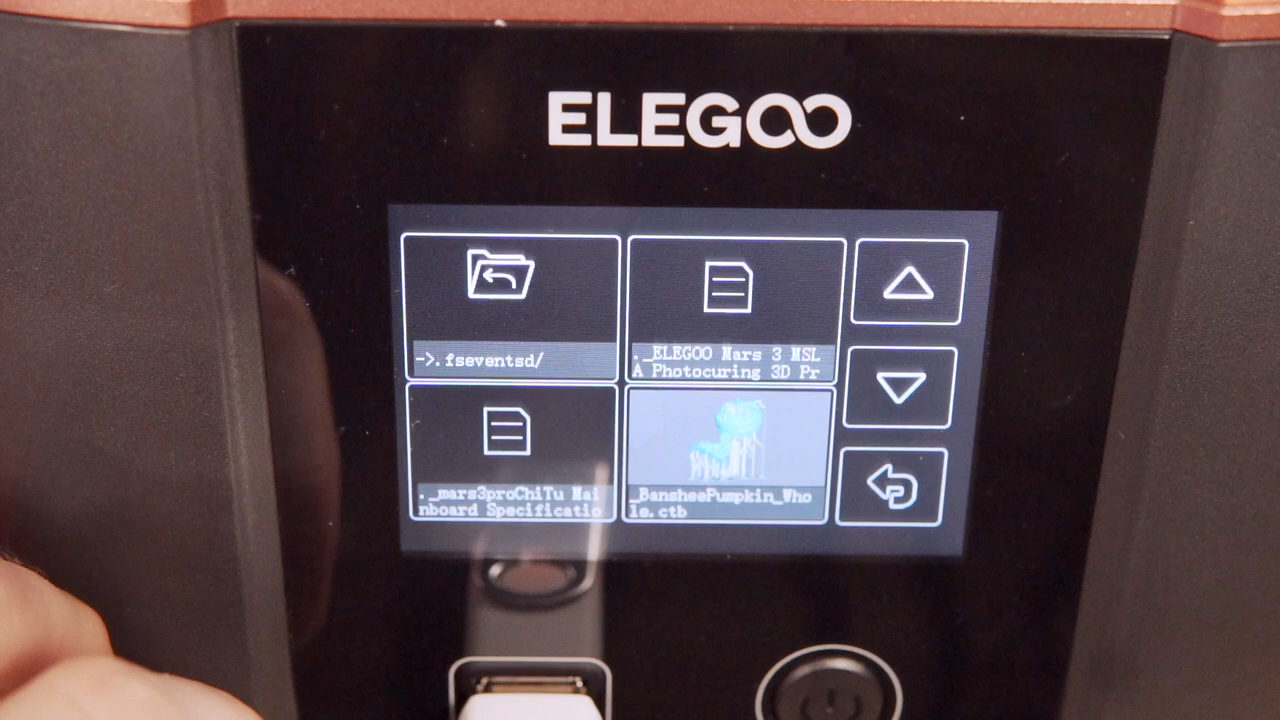 ELEGOO
->.fseventsd/
._ELEGOO Mars 3 MSL
A Photocuring 3D Pr
._mars3proChiTu Mai
nboard Specificatio
_BansheePumpkin_Who
le.ctb